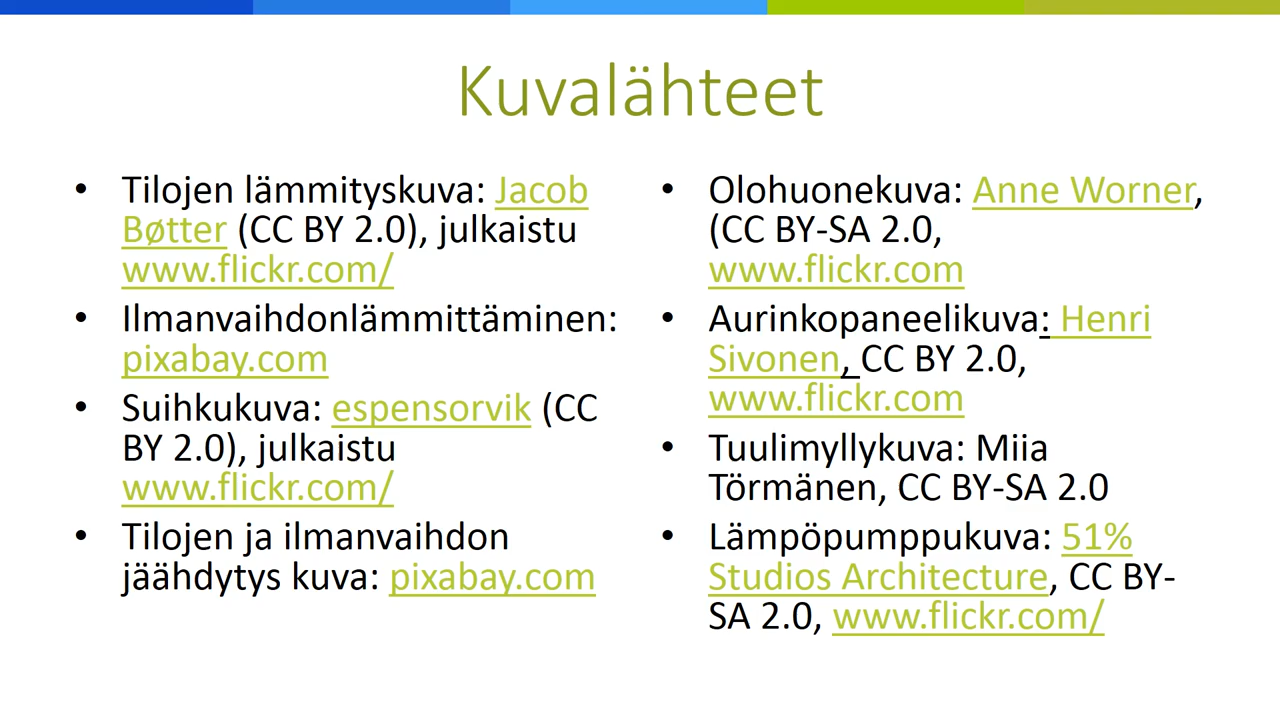 Kuvalähteet
• Tilojen lämmityskuva: Jacob
Bøtter (CC BY 2.0), julkaistu
www.flickr.com/
• Ilmanvaihdonlämmittäminen:
pixabay.com
• Suihkukuva: espensorvik (CC
BY 2.0), julkaistu
www.flickr.com/
• Tilojen ja ilmanvaihdon
jäähdytys kuva: pixabay.com
• Olohuonekuva: Anne Worner,
(CC BY-SA 2.0,
www.flickr.com
• Aurinkopaneelikuva: Henri
Sivonen, CC BY 2.0,
www.flickr.com
• Tuulimyllykuva: Miia
Törmänen, CC BY-SA 2.0
• Lämpöpumppukuva: 51%
Studios Architecture, CC BY-
SA 2.0, www.flickr.com/